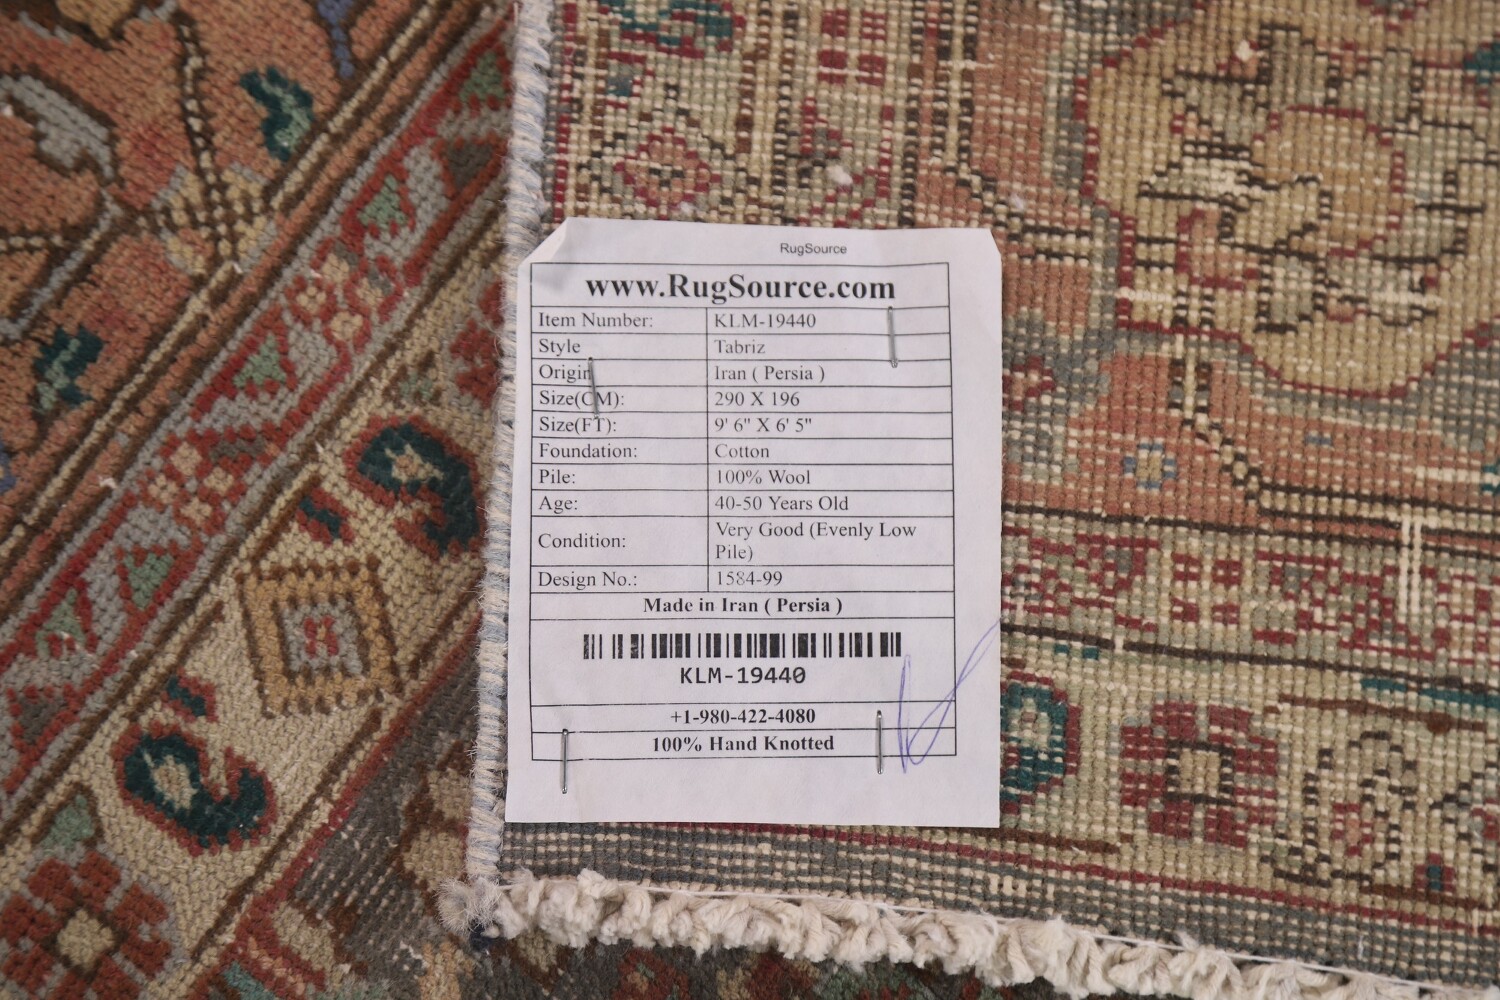 RugSource
www.RugSource.com
Item Number: KLM-19440
Style Tabriz
Origin Iran ( Persia )
Size(CM): 290 X 196
Size(FT): 9' 6" X 6' 5"
Foundation: Cotton
Pile: 100% Wool
Age: 40-50 Years Old
Condition: Very Good (Evenly Low
Pile)
Design No.: 1584-99
Made in Iran ( Persia )
KLM-19440
+1-980-422-4080
100% Hand Knotted